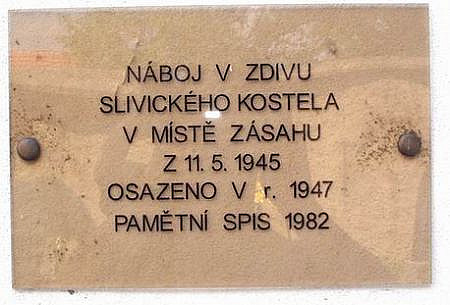 NÁBOJ V ZDIVU
SLIVICKÉHO KOSTELA
V MÍSTĚ ZÁSAHU
Z 11. 5. 1945
OSAZENO V r. 1947
PAMĚTNÍ SPIS 1982